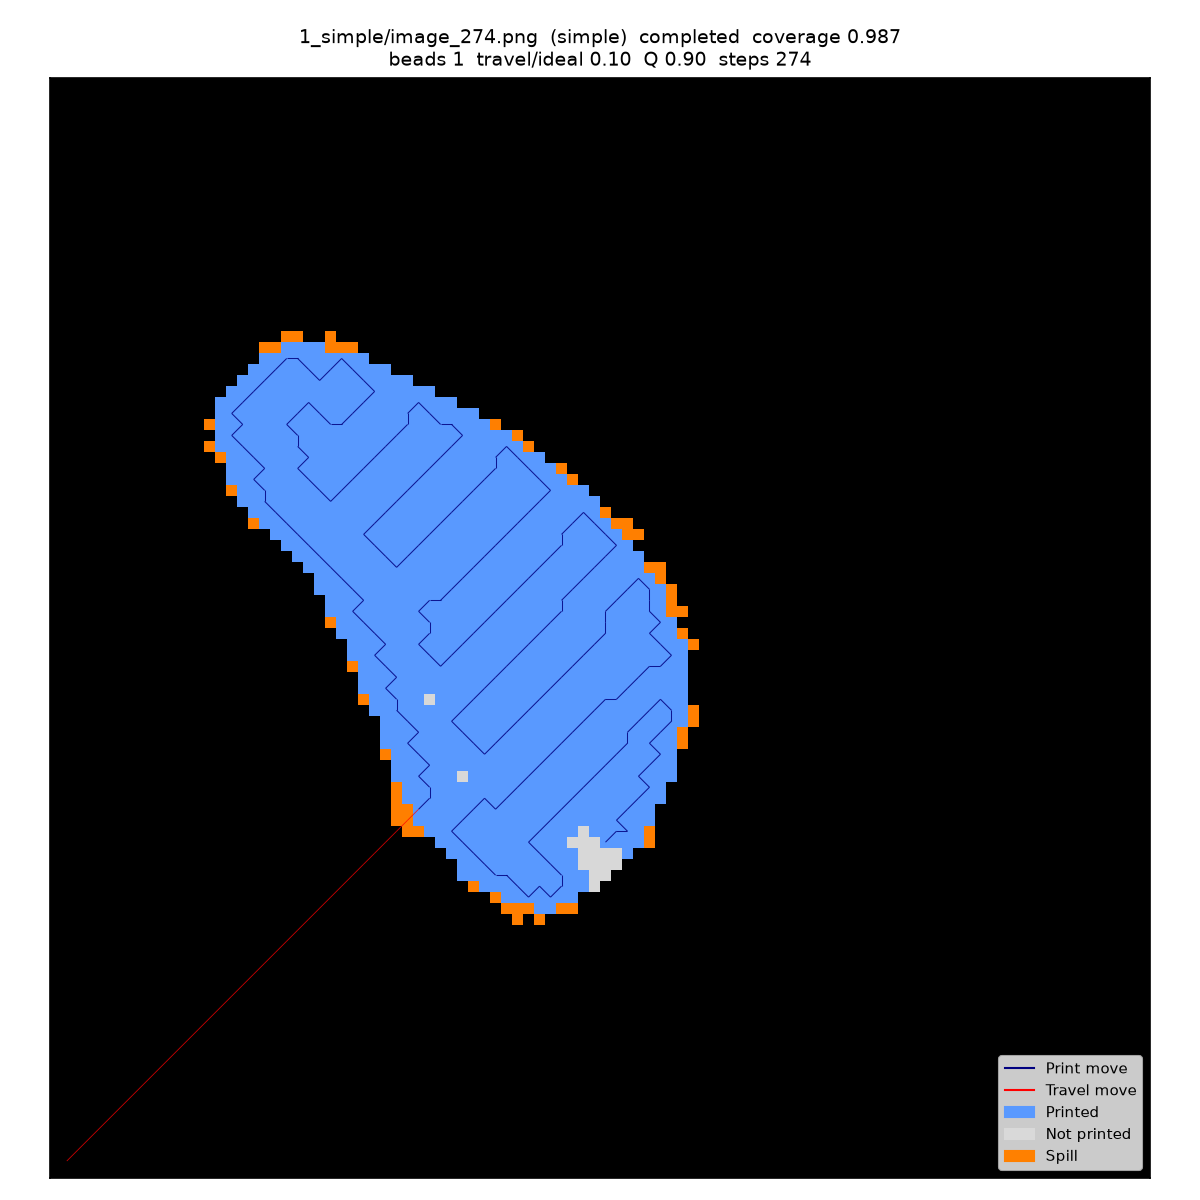 1_simple/image_274.png  (simple)  completed  coverage 0.987
beads 1  travel/ideal 0.10  Q 0.90  steps 274
Print move
Travel move
Printed
Not printed
Spill